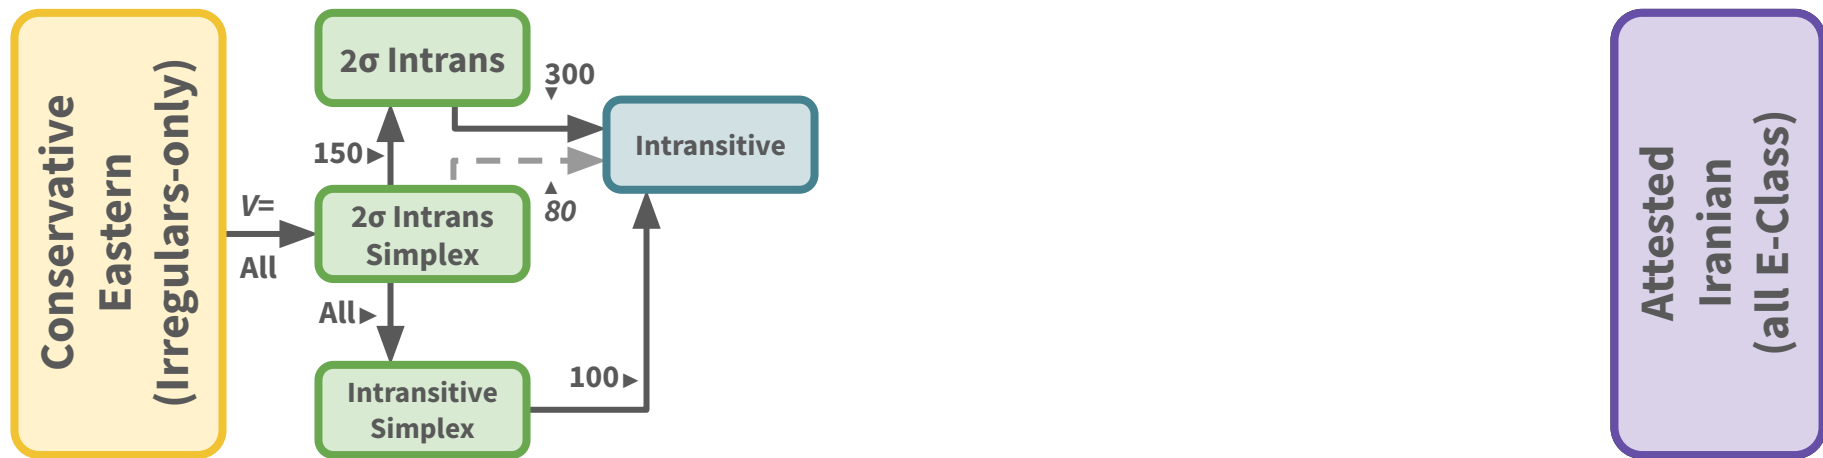 Conservative
Eastern
(Irregulars-only)
V=
All
2σ Intrans
150▶
2σ Intrans
Simplex
All▶
Intransitive
Simplex
300
▼
▲
80
100▶
Intransitive
Attested
Iranian
(all E-Class)